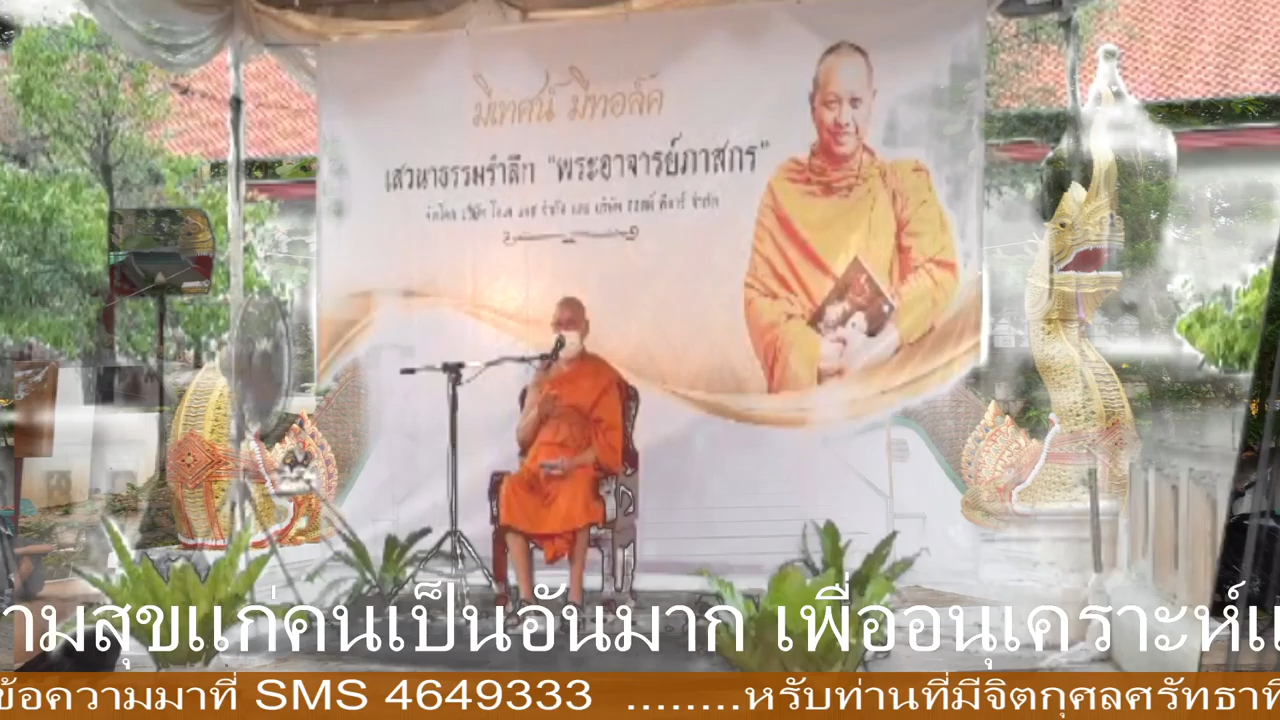 มีเทศน์ มีทอล์ค
เสวนาธรรมรำลึก "พระอาจารย์ภาสกร"
ามสุขแก่คนเป็นอันมาก เพื่ออนุเคราะห์แ
ข้อความมาที่ SMS 4649333 ........หรับท่านที่มีจิตกุศลศรัทธาที